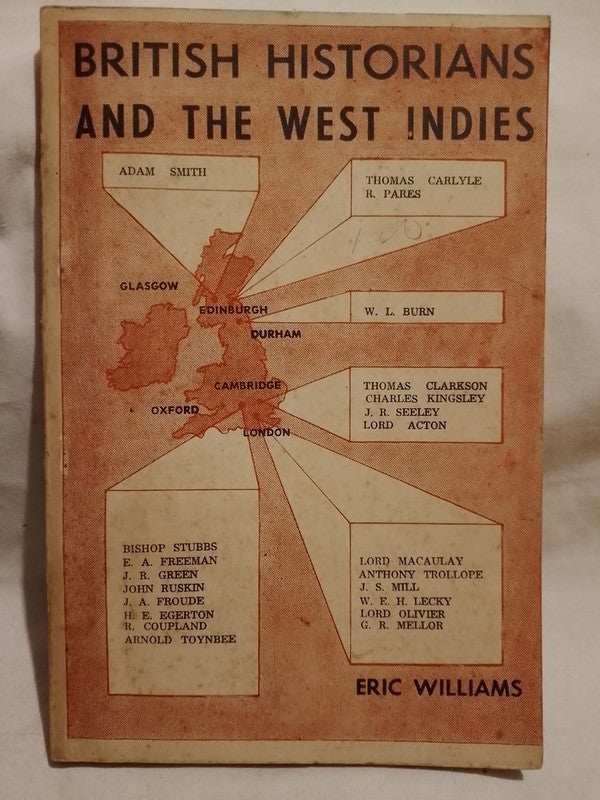 BRITISH HISTORIANS
AND THE WEST INDIES
ADAM SMITH
THOMAS CARLYLE
R. PARES
GLASGOW
EDINBURGH
W. L. BURN
DURHAM
CAMBRIDGE
THOMAS CLARKSON
CHARLES KINGSLEY
J. R. SEELEY
LORD ACTON
OXFORD
LONDON
BISHOP STUBBS
E. A. FREEMAN
J. R. GREEN
JOHN RUSKIN
J. A. FROUDE
H. E. EGERTON
R. COUPLAND
ARNOLD TOYNBEE
LORD MACAULAY
ANTHONY TROLLOPE
J. S. MILL
W. E. H. LECKY
LORD OLIVIER
G. R. MELLOR
ERIC WILLIAMS